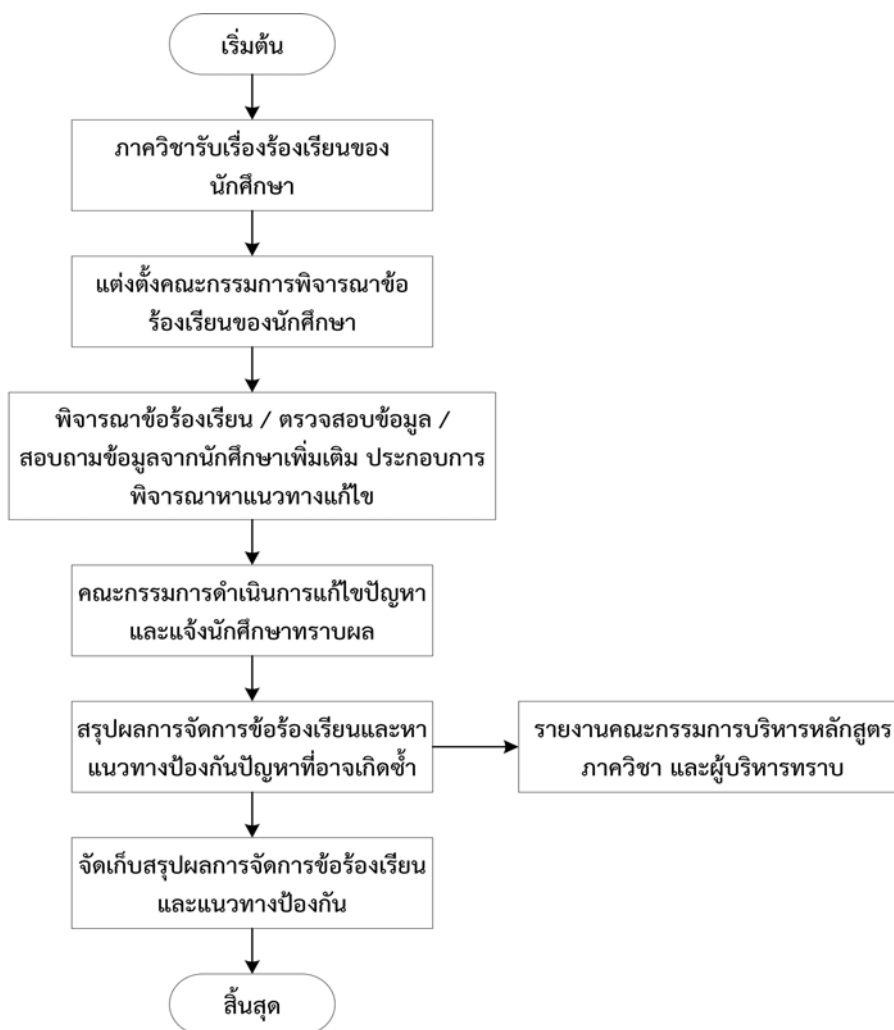 เริ่มต้น
ภาควิชารับเรื่องร้องเรียนของ
นักศึกษา
แต่งตั้งคณะกรรมการพิจารณาข้อ
ร้องเรียนของนักศึกษา
พิจารณาข้อร้องเรียน / ตรวจสอบข้อมูล /
สอบถามข้อมูลจากนักศึกษาเพิ่มเติม ประกอบการ
พิจารณาหาแนวทางแก้ไข
คณะกรรมการดำเนินการแก้ไขปัญหา
และแจ้งนักศึกษาทราบผล
สรุปผลการจัดการข้อร้องเรียนและหา
แนวทางป้องกันปัญหาที่อาจเกิดซ้ำ
รายงานคณะกรรมการบริหารหลักสูตร
ภาควิชา และผู้บริหารทราบ
จัดเก็บสรุปผลการจัดการข้อร้องเรียน
และแนวทางป้องกัน
สิ้นสุด